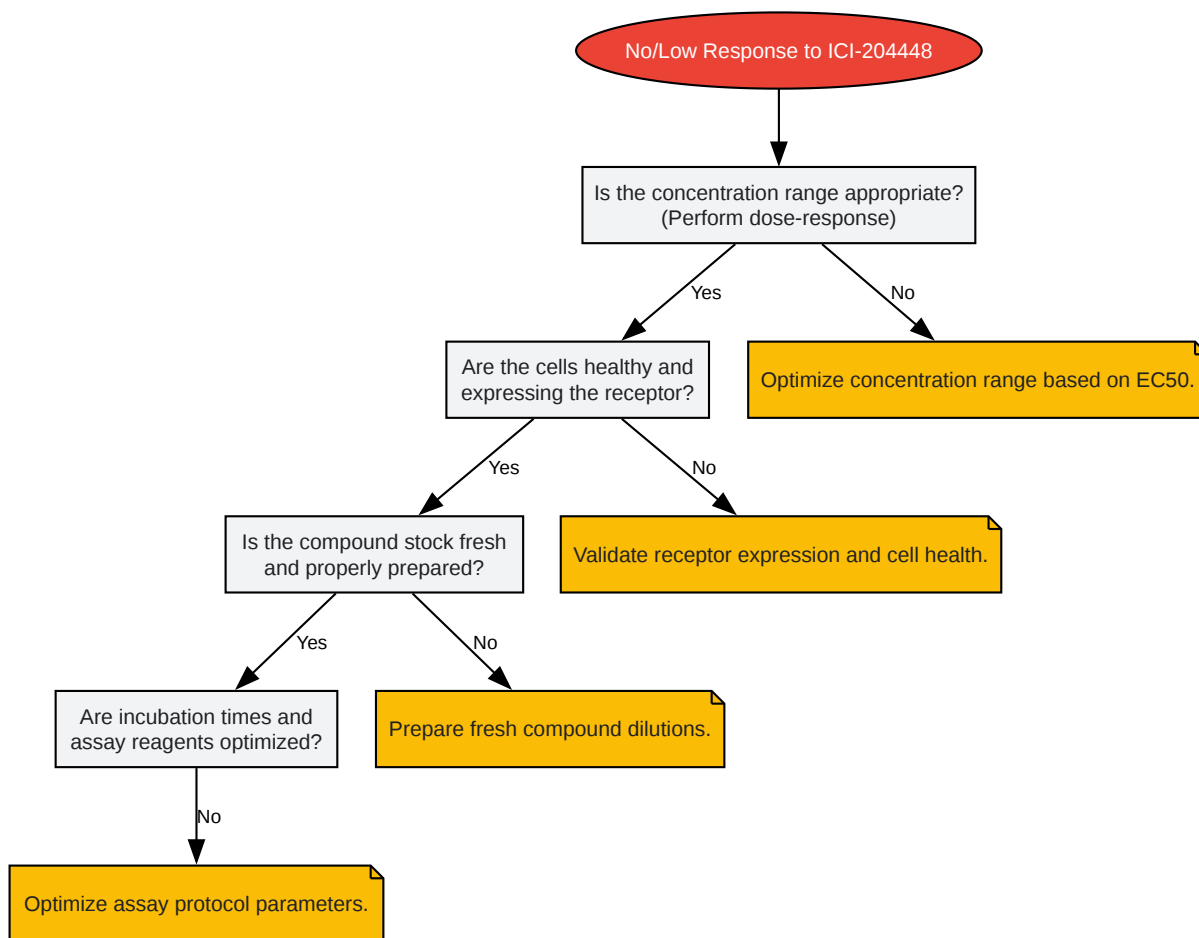 No/Low Response to ICI-204448
Is the concentration range appropriate?
(Perform dose-response)
Yes
No
Are the cells healthy and
expressing the receptor?
Optimize concentration range based on EC50.
Yes
No
Is the compound stock fresh
and properly prepared?
Validate receptor expression and cell health.
Yes
No
Are incubation times and
assay reagents optimized?
Prepare fresh compound dilutions.
No
Optimize assay protocol parameters.